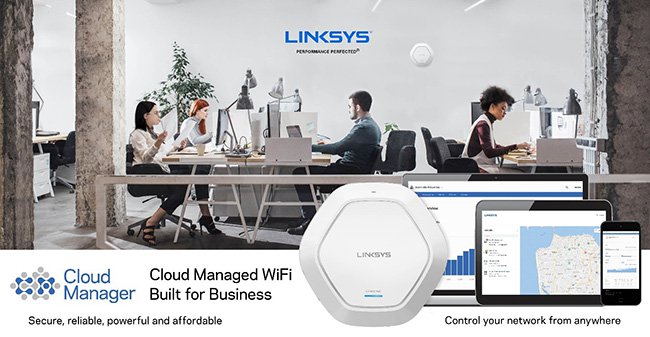 LINKSYS
PERFORMANCE PERFECTED®
LINKSYS
Cloud
Manager
Cloud Managed WiFi
Built for Business
Secure, reliable, powerful and affordable
Control your network from anywhere